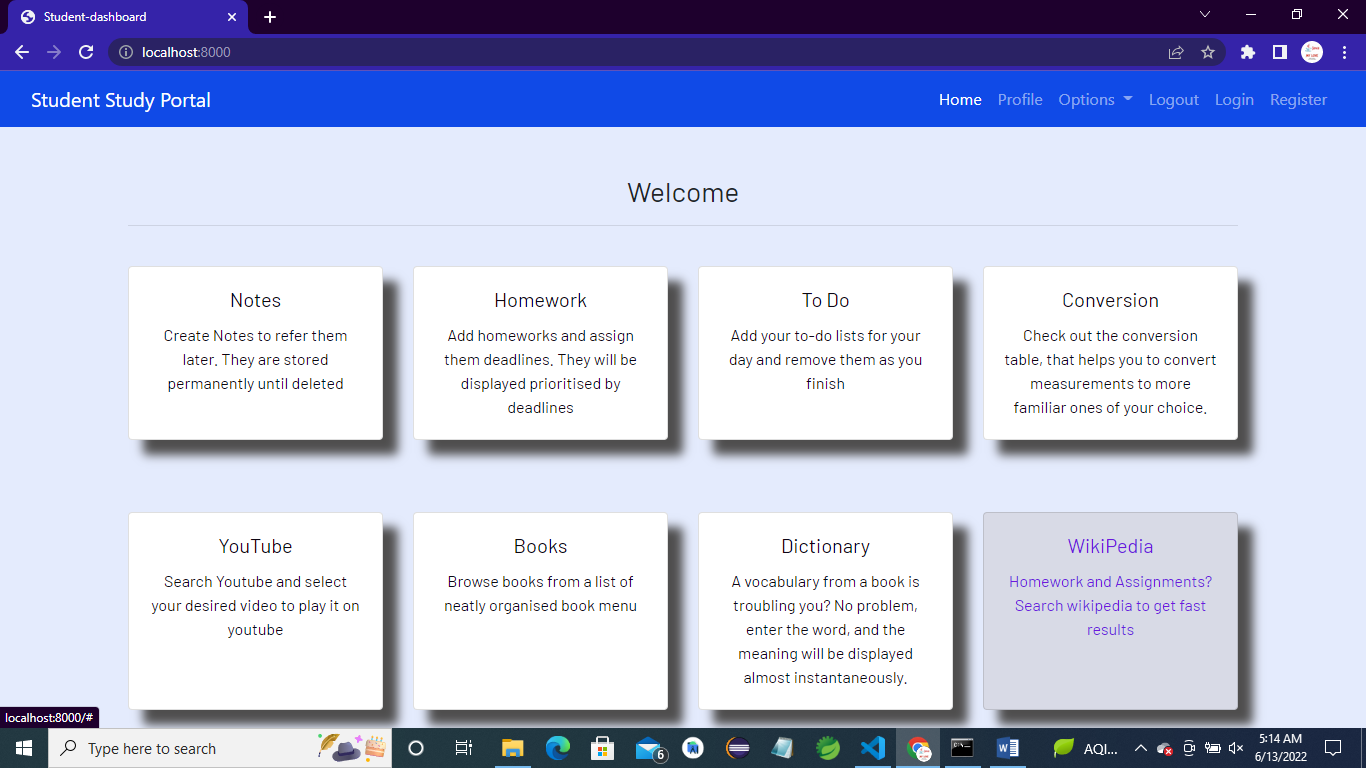 Student-dashboard
localhost:8000
Student Study Portal
Home Profile Options Logout Login Register
Welcome
Notes
Create Notes to refer them
later. They are stored
permanently until deleted
Homework
Add homeworks and assign
them deadlines. They will be
displayed prioritised by
deadlines
To Do
Add your to-do lists for your
day and remove them as you
finish
Conversion
Check out the conversion
table, that helps you to convert
measurements to more
familiar ones of your choice.
YouTube
Search Youtube and select
your desired video to play it on
youtube
Books
Browse books from a list of
neatly organised book menu
Dictionary
A vocabulary from a book is
troubling you? No problem,
enter the word, and the
meaning will be displayed
almost instantaneously.
WikiPedia
Homework and Assignments?
Search wikipedia to get fast
results
localhost:8000/#
Type here to search
6
AQI...
5:14 AM
6/13/2022